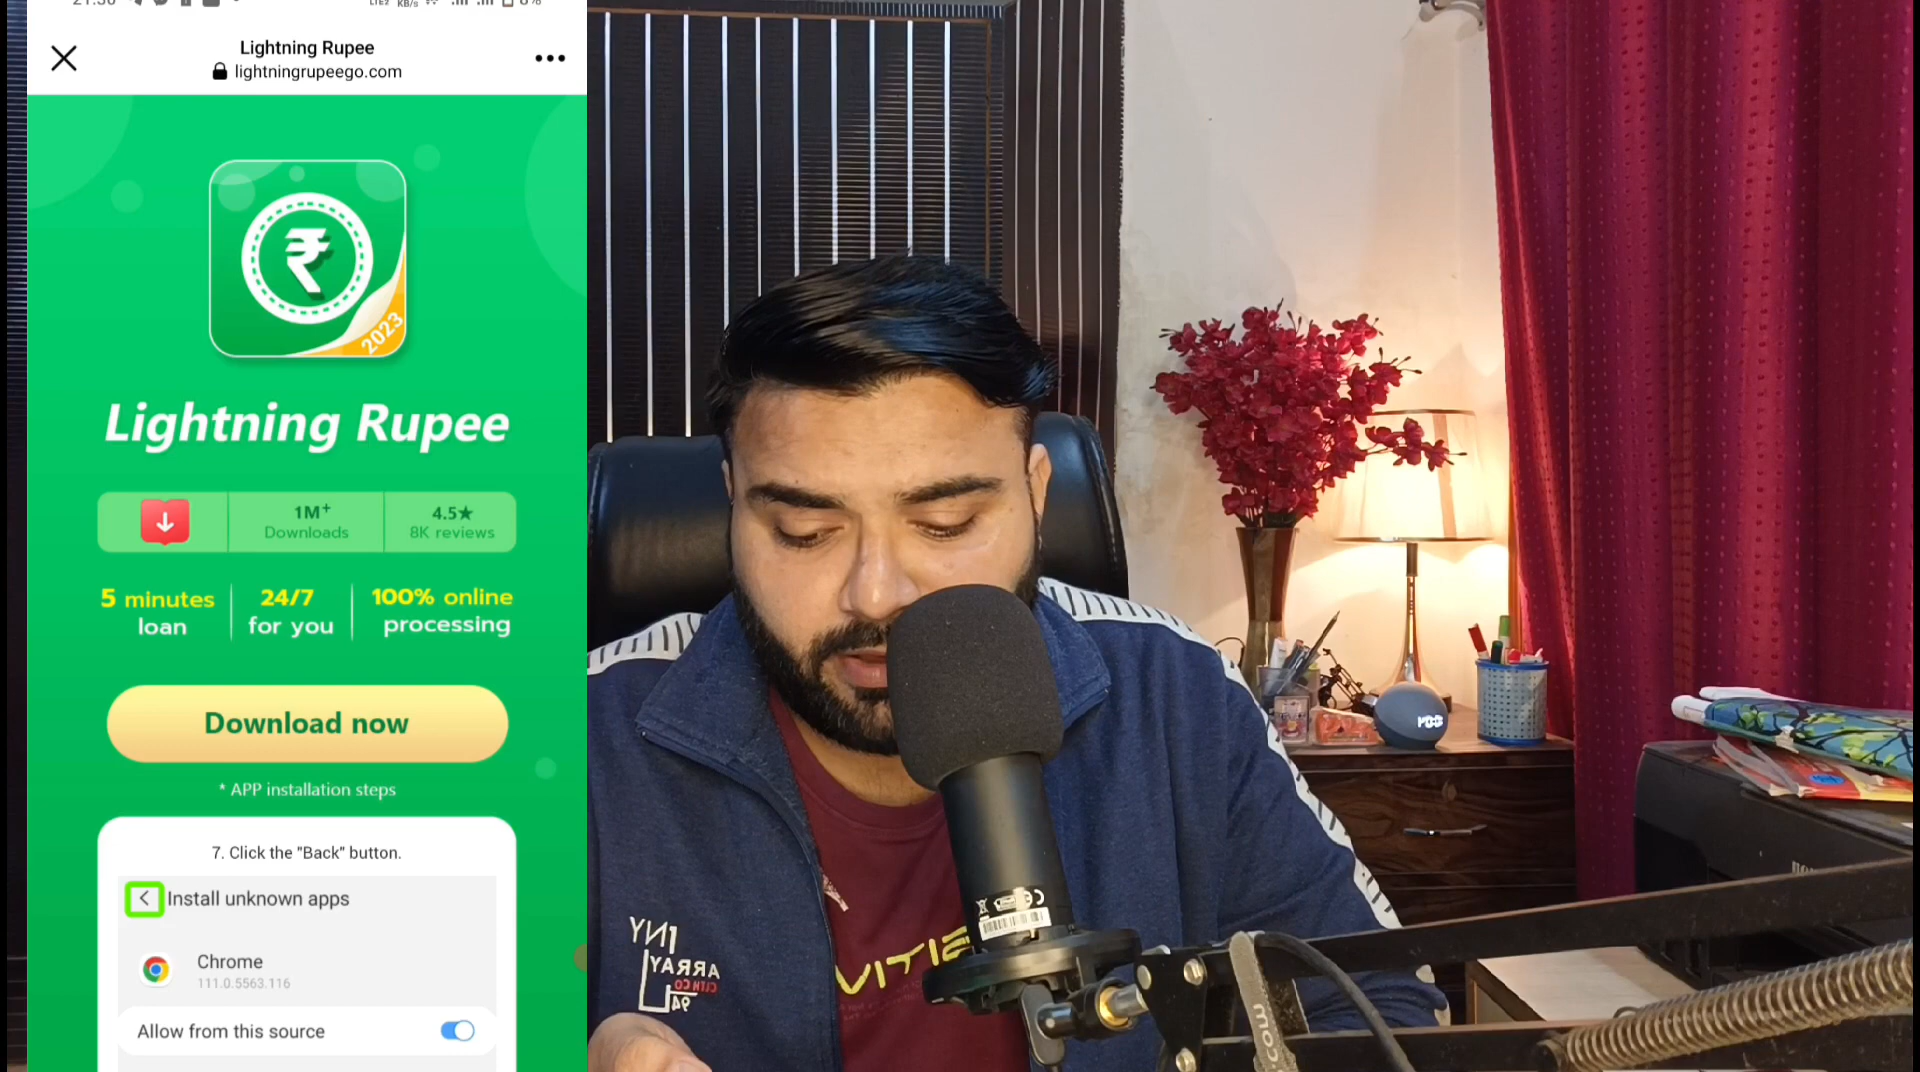 Lightning Rupee
lightningrupeego.com
₹
2023
Lightning Rupee
1M+
Downloads
4.5★
8K reviews
5 minutes
loan
24/7
for you
100% online
processing
Download now
* APP installation steps
7. Click the "Back" button.
Install unknown apps
Chrome
111.0.5563.116
Allow from this source
ARRAY
94